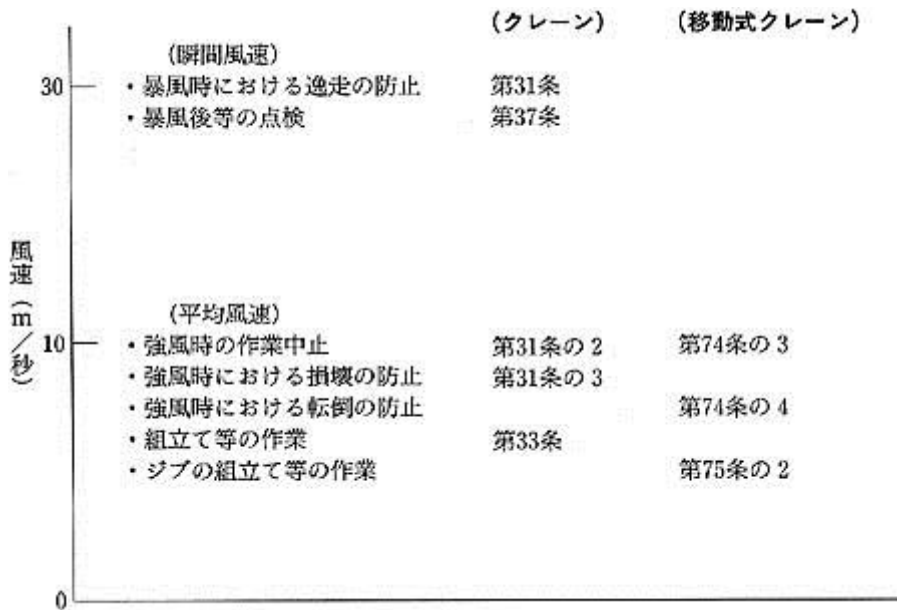 (クレーン) (移動式クレーン)
(瞬間風速)
30 ・暴風時における逸走の防止 第31条
・暴風後等の点検 第37条
風速(m/秒)
(平均風速)
10 ・強風時の作業中止 第31条の2 第74条の3
・強風時における損壊の防止 第31条の3
・強風時における転倒の防止 第74条の4
・組立て等の作業 第33条
・ジブの組立て等の作業 第75条の2
0